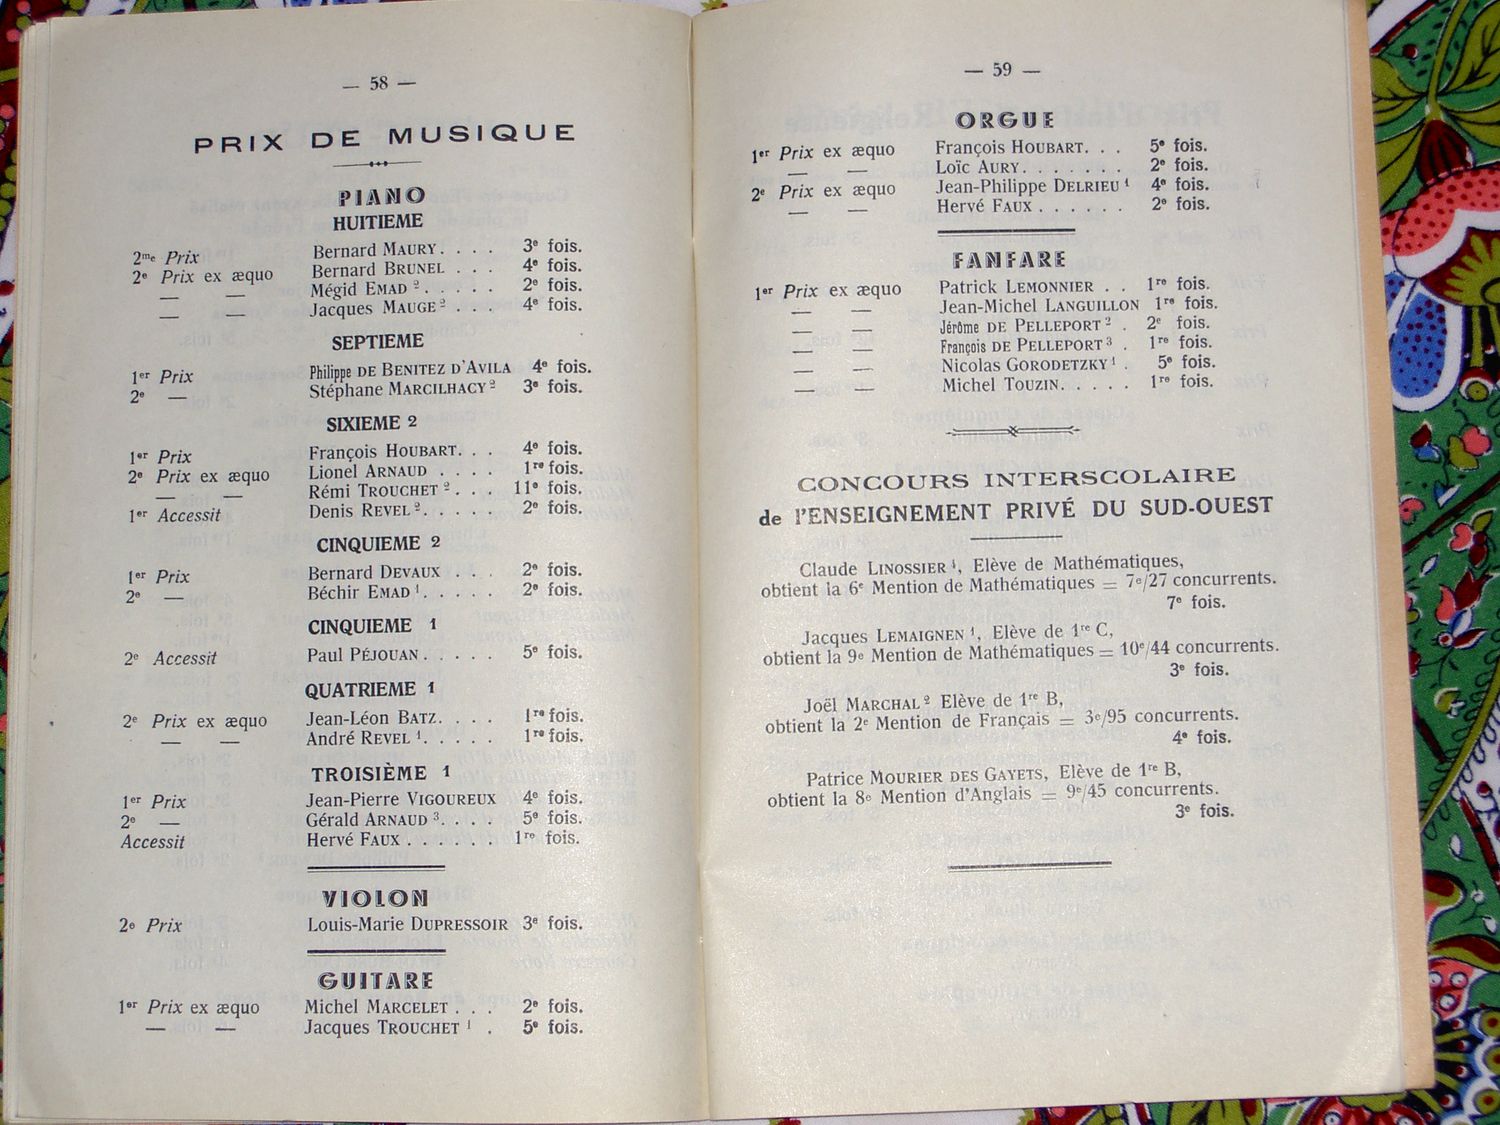 — 58 —
PRIX DE MUSIQUE
PIANO
HUITIEME
2me Prix Bernard MAURY. . . . 3e fois.
2e Prix ex æquo Bernard BRUNEL . . . 4e fois.
— — Mégid EMAD 2 . . . . . 2e fois.
— — Jacques MAUGE 2 . . . 4e fois.
SEPTIEME
1er Prix Philippe DE BENITEZ D'AVILA 4e fois.
2e — Stéphane MARCILHACY 2 3e fois.
SIXIEME 2
1er Prix François HOUBART. . . 4e fois.
2e Prix ex æquo Lionel ARNAUD . . . . 1re fois.
— — Rémi TROUCHET 2 . . . 11e fois.
1er Accessit Denis REVEL 2. . . . . 2e fois.
CINQUIEME 2
1er Prix Bernard DEVAUX . . . 2e fois.
2e — Béchir EMAD 1. . . . . 2e fois.
CINQUIEME 1
2e Accessit Paul PÉJOUAN . . . . . 5e fois.
QUATRIEME 1
2e Prix ex æquo Jean-Léon BATZ. . . . 1re fois.
— — André REVEL 1. . . . . 1re fois.
TROISIÈME 1
1er Prix Jean-Pierre VIGOUREUX 4e fois.
2e — Gérald ARNAUD 3. . . . 5e fois.
Accessit Hervé FAUX . . . . . . 1re fois.
VIOLON
2e Prix Louis-Marie DUPRESSOIR 3e fois.
GUITARE
1er Prix ex æquo Michel MARCELET . . . 2e fois.
— — Jacques TROUCHET 1 . 5e fois.
— 59 —
ORGUE
1er Prix ex æquo François HOUBART. . . 5e fois.
— — Loïc AURY. . . . . . . 2e fois.
2e Prix ex æquo Jean-Philippe DELRIEU 1 4e fois.
— — Hervé FAUX . . . . . . 2e fois.
FANFARE
1er Prix ex æquo Patrick LEMONNIER . . 1re fois.
— — Jean-Michel LANGUILLON 1re fois.
— — Jérôme DE PELLEPORT 2 . 2e fois.
— — François DE PELLEPORT 3 . 1re fois.
— — Nicolas GORODETZKY 1 . 5e fois.
— — Michel TOUZIN. . . . . 1re fois.
CONCOURS INTERSCOLAIRE
de l'ENSEIGNEMENT PRIVÉ DU SUD-OUEST
Claude LINOSSIER 1, Elève de Mathématiques,
obtient la 6e Mention de Mathématiques = 7e/27 concurrents.
7e fois.
Jacques LEMAIGNEN 1, Elève de 1re C,
obtient la 9e Mention de Mathématiques = 10e/44 concurrents.
3e fois.
Joël MARCHAL 2 Elève de 1re B,
obtient la 2e Mention de Français = 3e/95 concurrents.
4e fois.
Patrice MOURIER DES GAYETS, Elève de 1re B,
obtient la 8e Mention d'Anglais = 9e/45 concurrents.
3e fois.